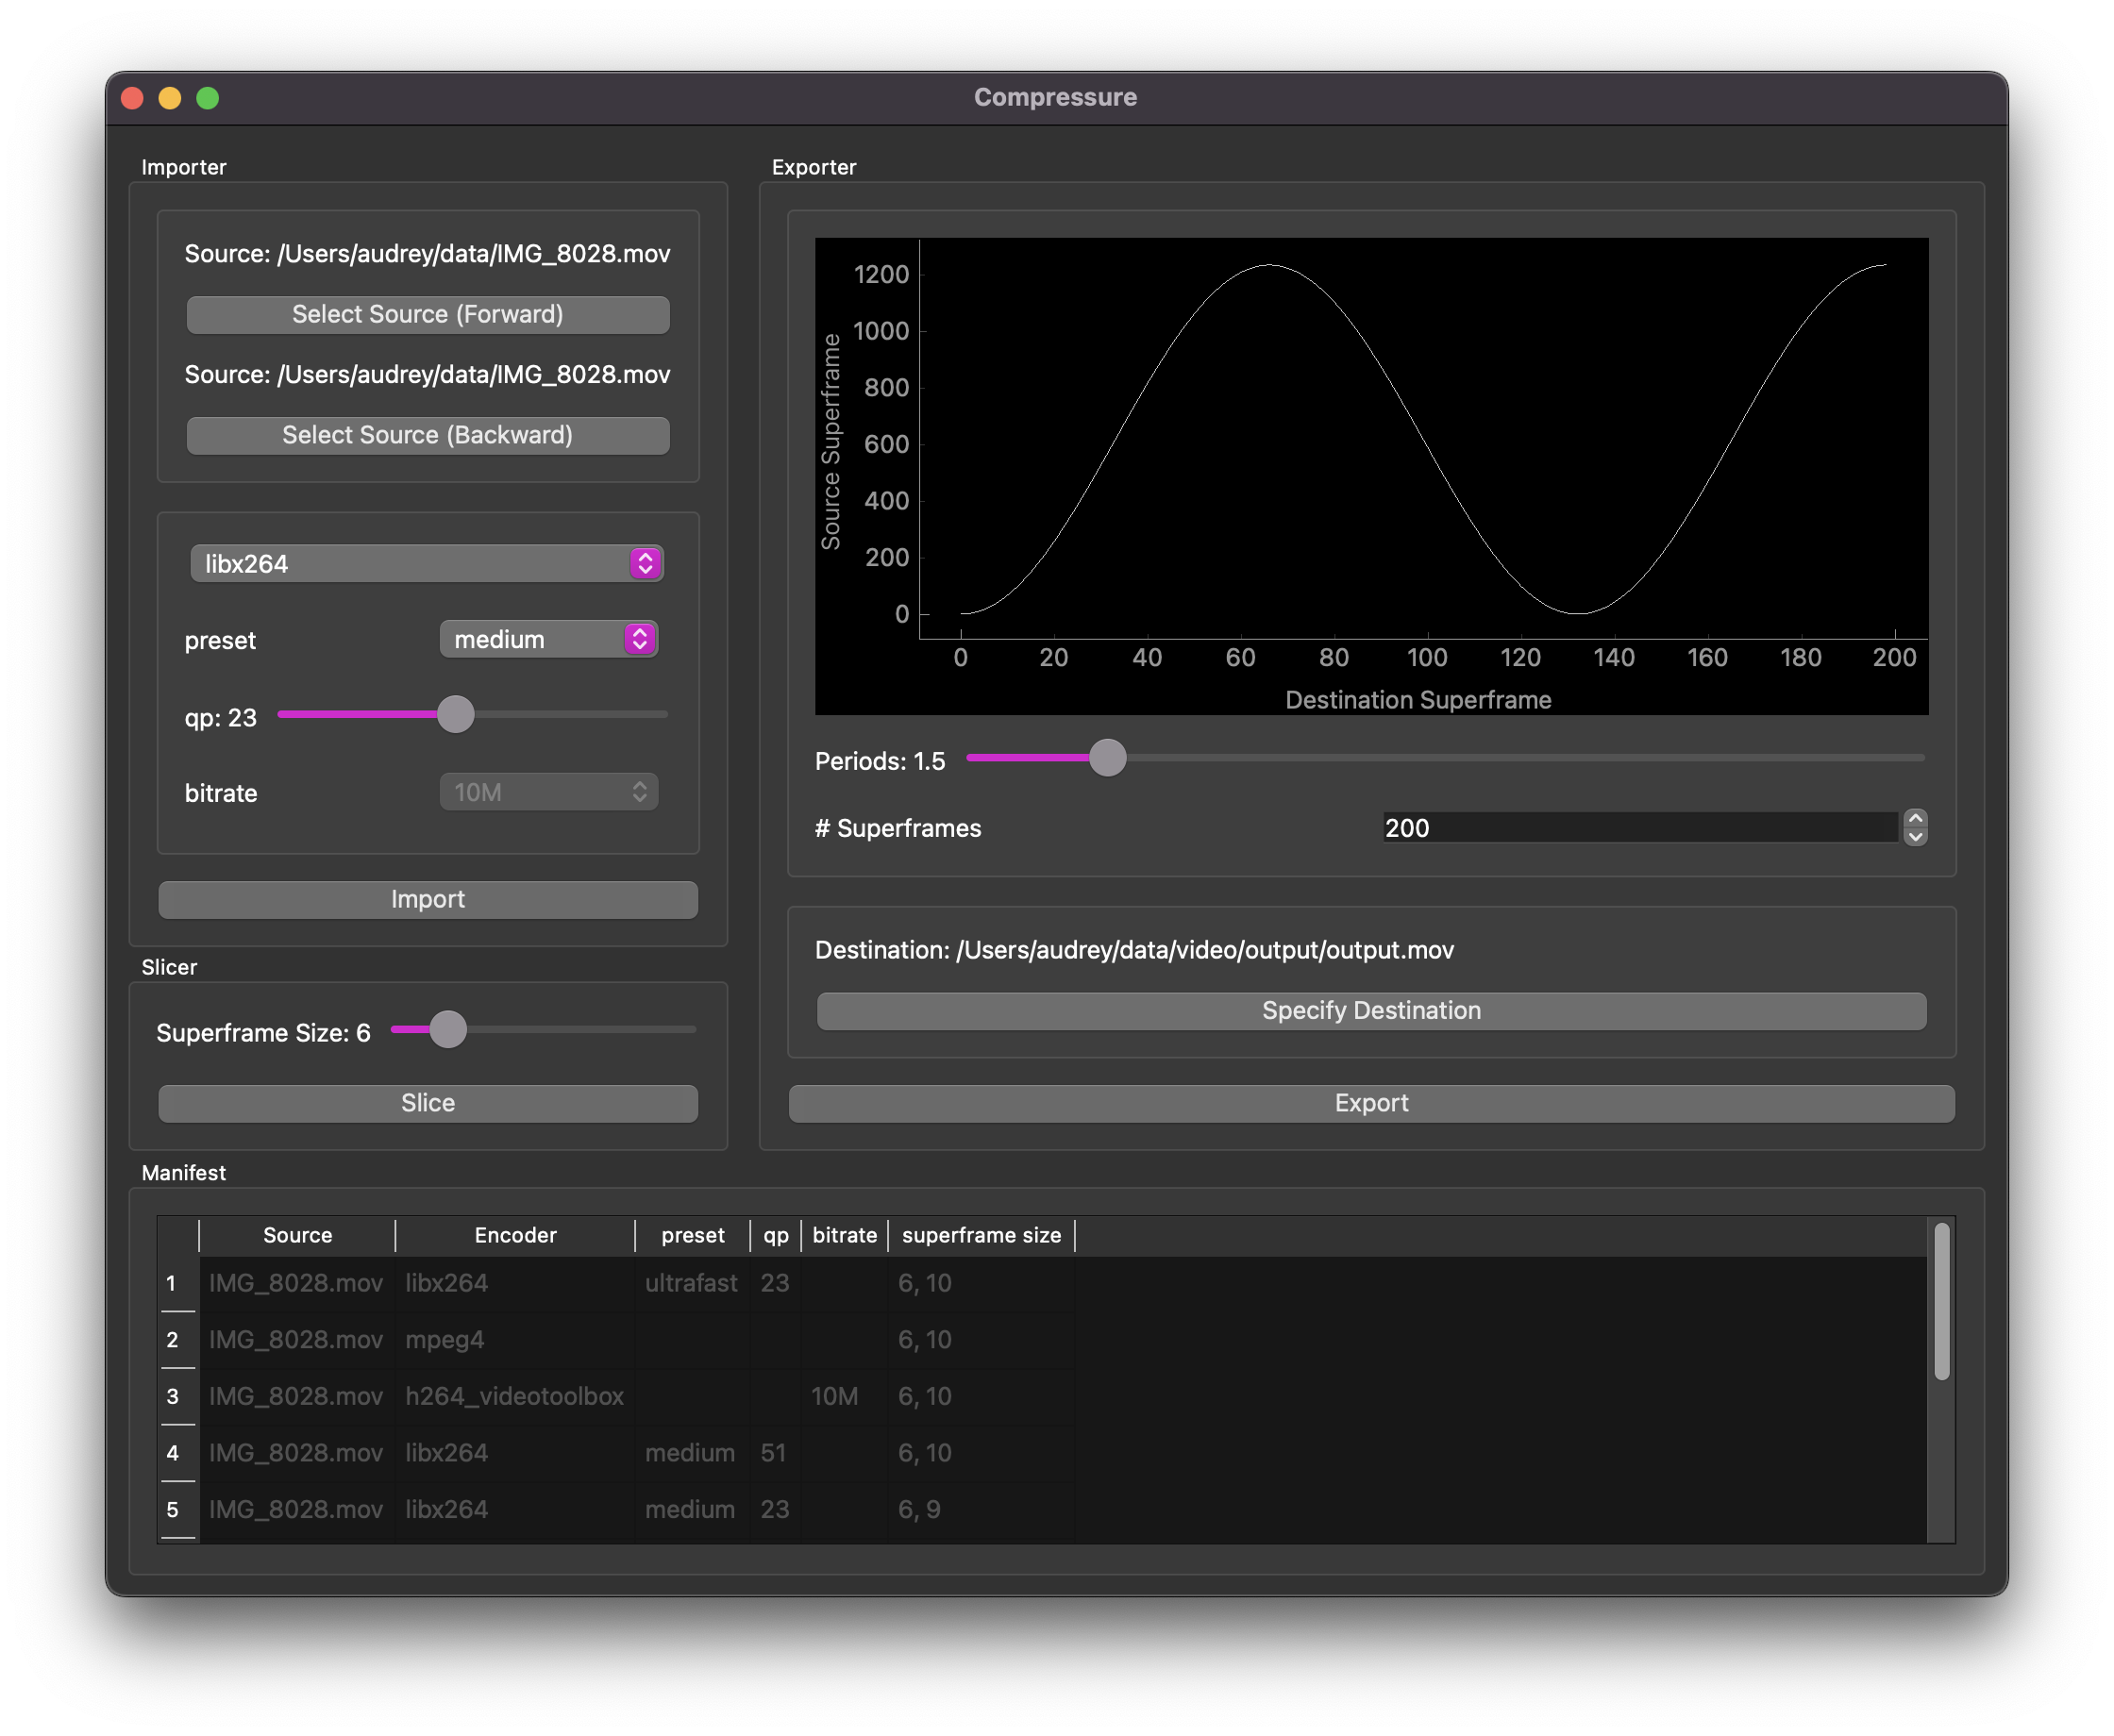 Compressure
Importer
Source: /Users/audrey/data/IMG_8028.mov
Select Source (Forward)
Source: /Users/audrey/data/IMG_8028.mov
Select Source (Backward)
libx264
preset medium
qp: 23
bitrate 10M
Import
Slicer
Superframe Size: 6
Slice
Exporter
1200
1000
800
600
400
200
0
Source Superframe
0 20 40 60 80 100 120 140 160 180 200
Destination Superframe
Periods: 1.5
# Superframes 200
Destination: /Users/audrey/data/video/output/output.mov
Specify Destination
Export
Manifest
Source Encoder preset qp bitrate superframe size
1 IMG_8028.mov libx264 ultrafast 23 6, 10
2 IMG_8028.mov mpeg4 6, 10
3 IMG_8028.mov h264_videotoolbox 10M 6, 10
4 IMG_8028.mov libx264 medium 51 6, 10
5 IMG_8028.mov libx264 medium 23 6, 9